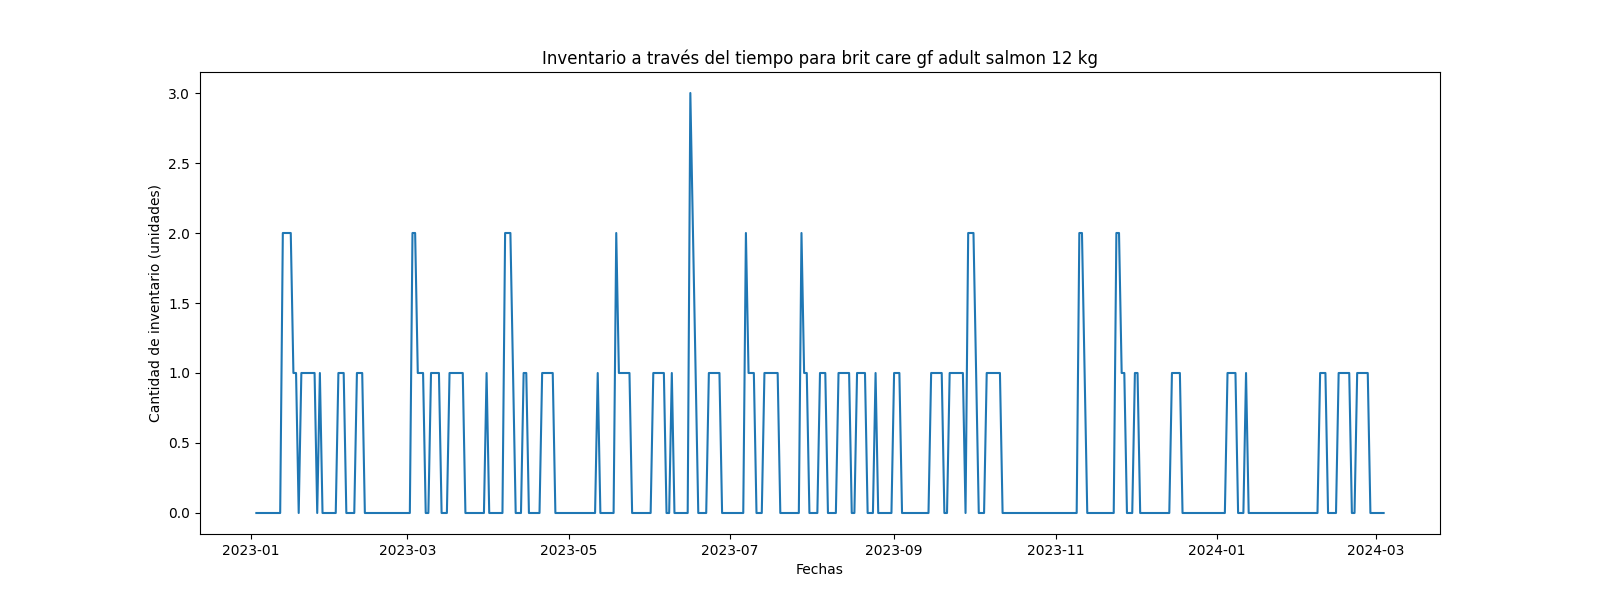 Inventario a través del tiempo para brit care gf adult salmon 12 kg
Cantidad de inventario (unidades)
3.0
2.5
2.0
1.5
1.0
0.5
0.0
2023-01 2023-03 2023-05 2023-07 2023-09 2023-11 2024-01 2024-03
Fechas